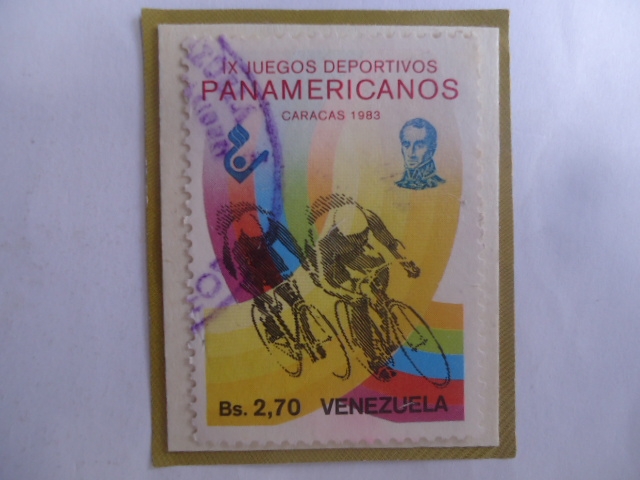 IX JUEGOS DEPORTIVOS
PANAMERICANOS
CARACAS 1983
Bs. 2,70 VENEZUELA